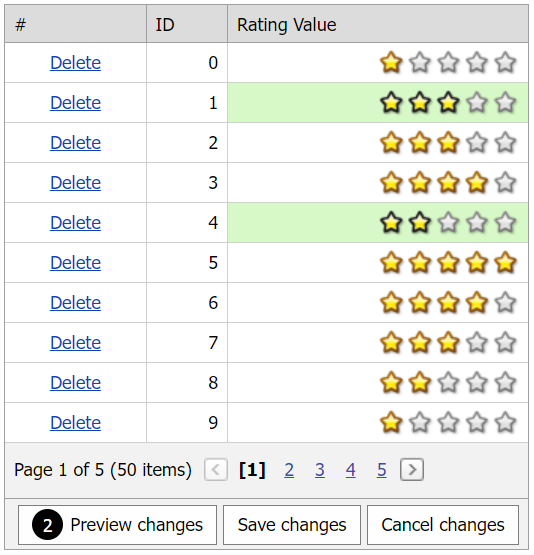 # ID Rating Value
Delete 0
Delete 1
Delete 2
Delete 3
Delete 4
Delete 5
Delete 6
Delete 7
Delete 8
Delete 9
Page 1 of 5 (50 items) [1] 2 3 4 5
2 Preview changes Save changes Cancel changes